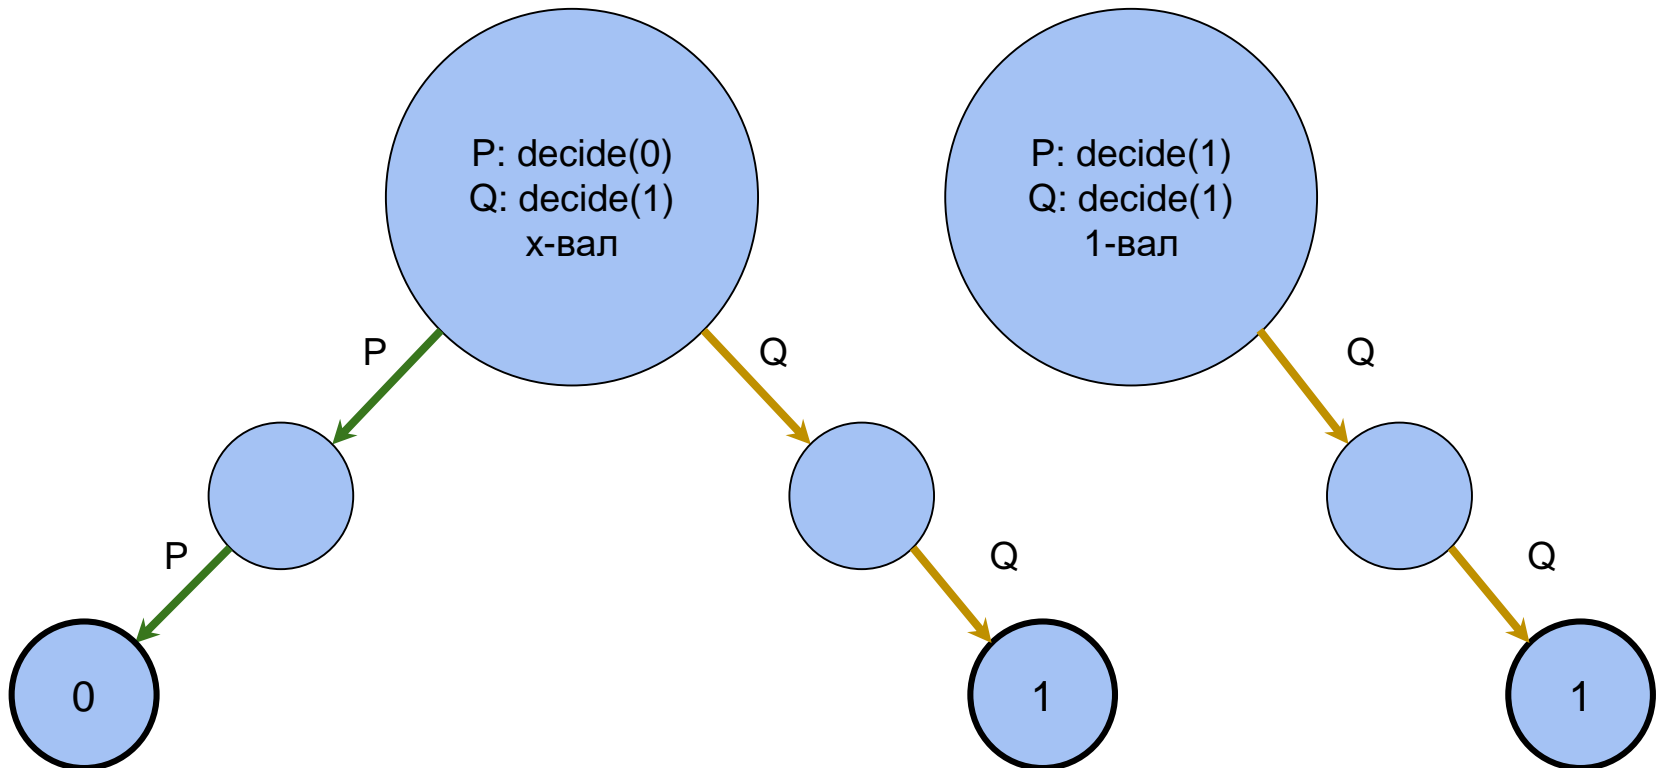 P: decide(0)
Q: decide(1)
х-вал
P: decide(1)
Q: decide(1)
1-вал
P
Q
Q
P
Q
Q
0
1
1